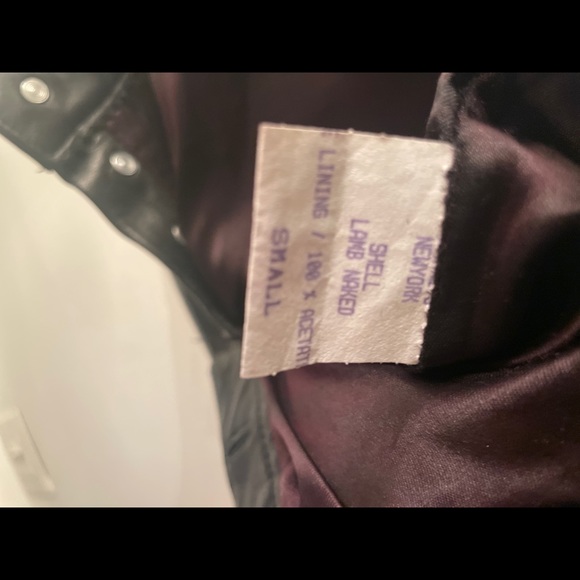 NEWYORK
SHELL
LAMB NAKED
LINING / 100 % ACETAT
SMALL